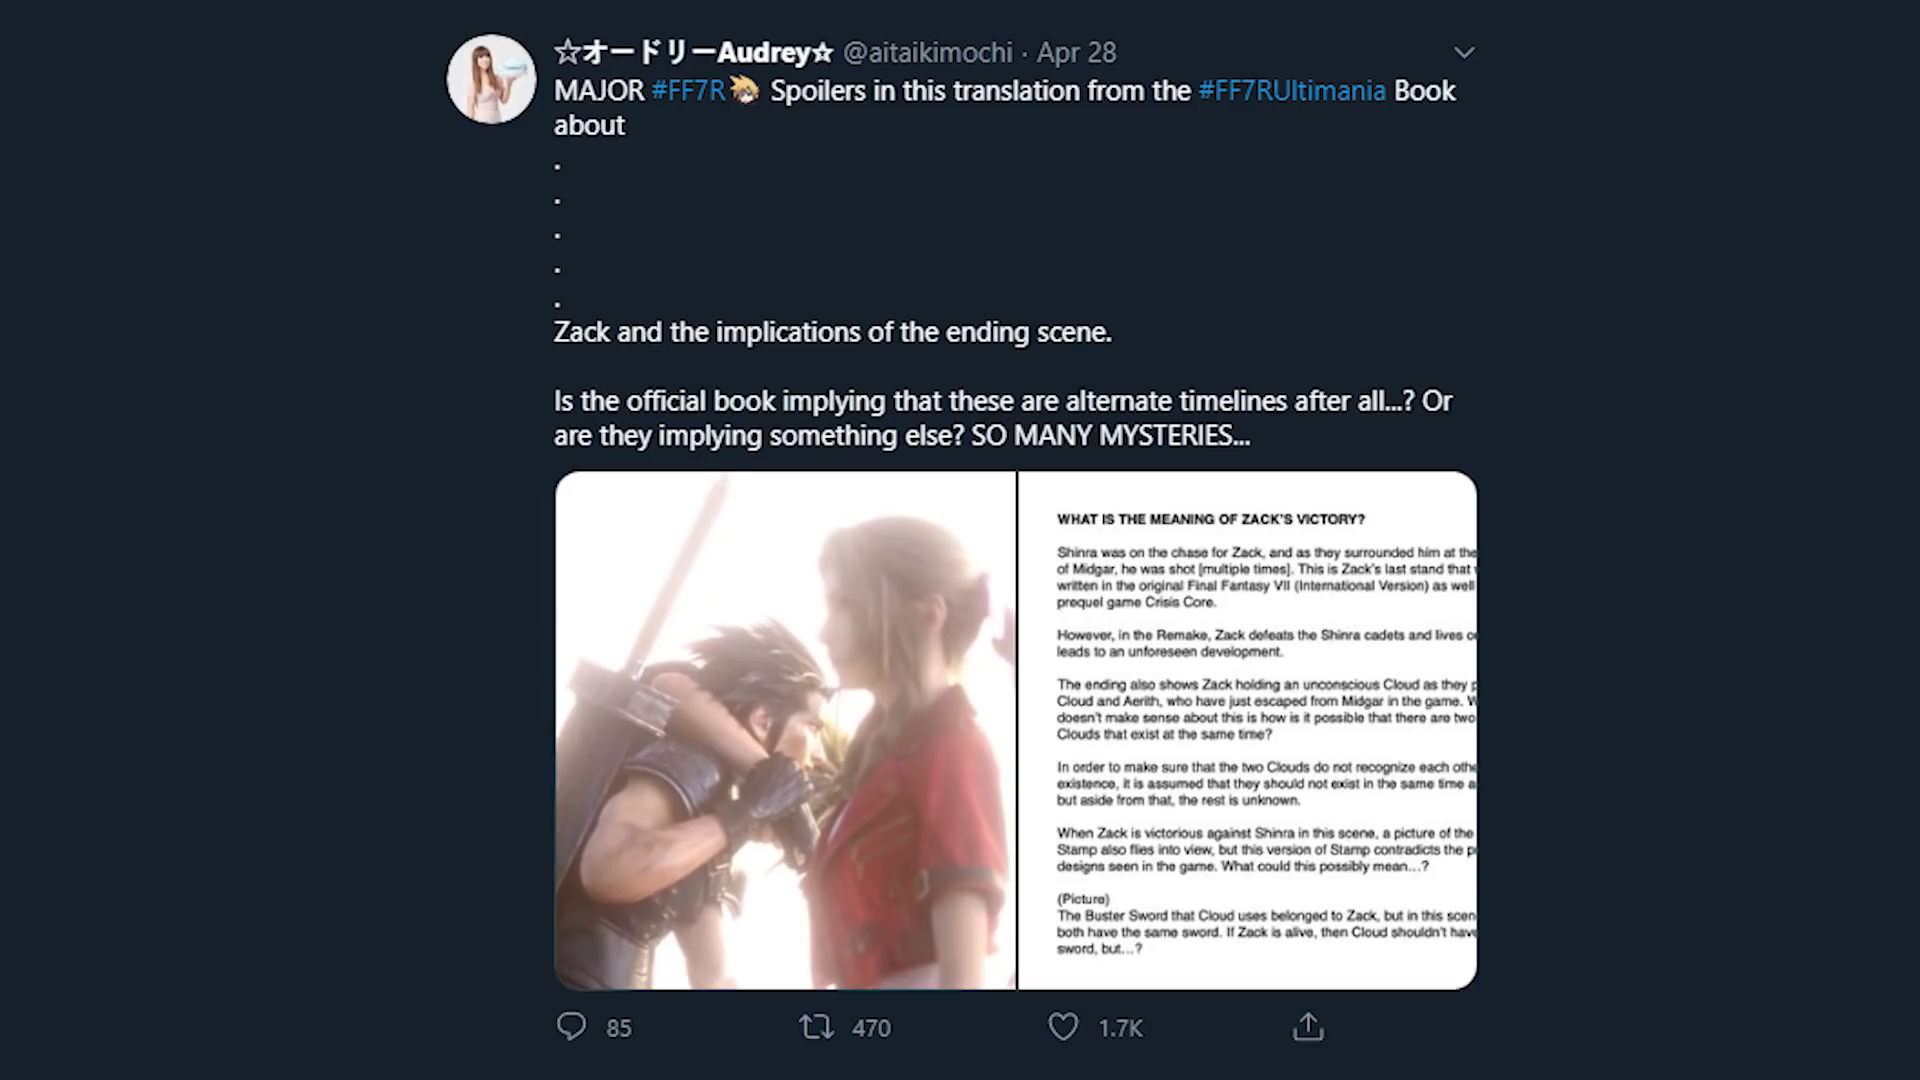 ☆オードリーAudrey☆ @aitaikimochi · Apr 28
MAJOR #FF7R Spoilers in this translation from the #FF7RUltimania Book
about
.
.
.
.
.
Zack and the implications of the ending scene.
Is the official book implying that these are alternate timelines after all...? Or
are they implying something else? SO MANY MYSTERIES...
WHAT IS THE MEANING OF ZACK'S VICTORY?
Shinra was on the chase for Zack, and as they surrounded him at the
of Midgar, he was shot [multiple times]. This is Zack's last stand that
written in the original Final Fantasy VII (International Version) as well
prequel game Crisis Core.
However, in the Remake, Zack defeats the Shinra cadets and lives
leads to an unforeseen development.
The ending also shows Zack holding an unconscious Cloud as they
Cloud and Aerith, who have just escaped from Midgar in the game.
doesn't make sense about this is how is it possible that there are two
Clouds that exist at the same time?
In order to make sure that the two Clouds do not recognize each
existence, it is assumed that they should not exist in the same time
but aside from that, the rest is unknown.
When Zack is victorious against Shinra in this scene, a picture of the
Stamp also flies into view, but this version of Stamp contradicts the
designs seen in the game. What could this possibly mean...?
(Picture)
The Buster Sword that Cloud uses belonged to Zack, but in this
both have the same sword. If Zack is alive, then Cloud shouldn't
sword, but...?
85 470 1.7K